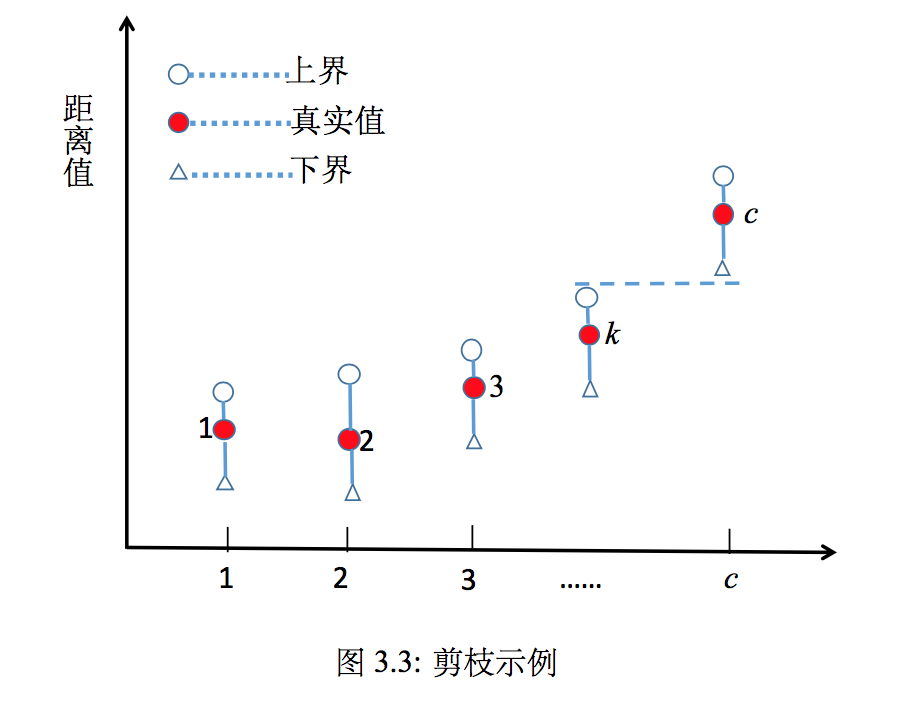 距离值
上界
真实值
下界
c
k
3
1
2
1 2 3 ...... c
图 3.3: 剪枝示例